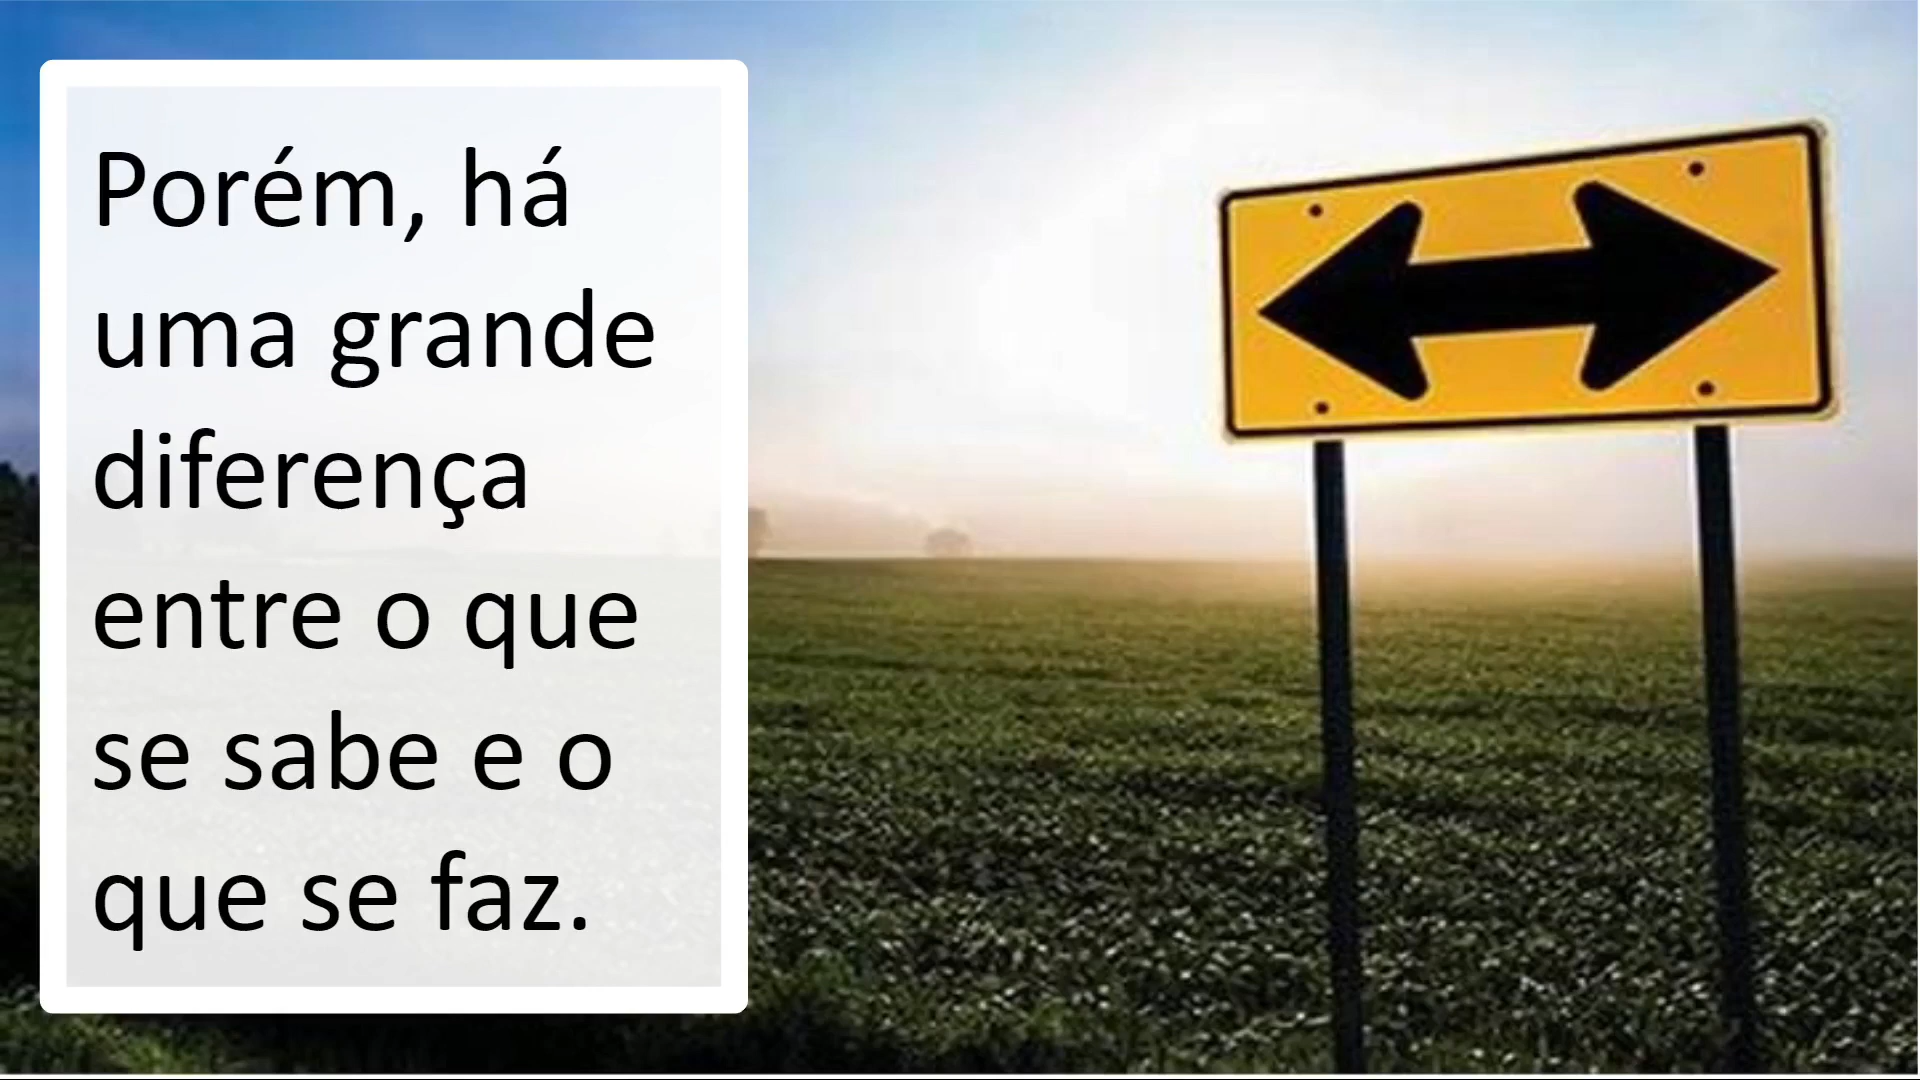 Porém, há
uma grande
diferença
entre o que
se sabe e o
que se faz.